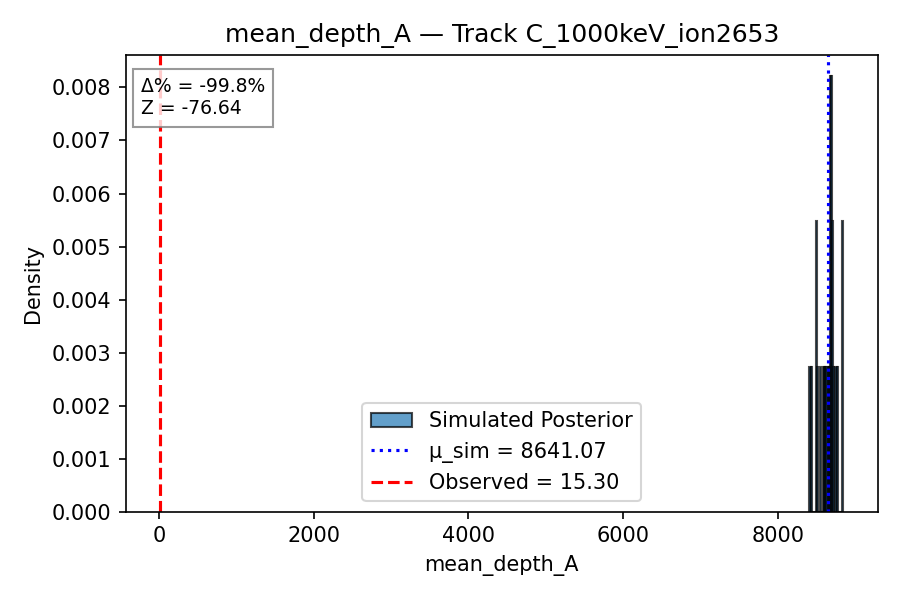 mean_depth_A — Track C_1000keV_ion2653
Δ% = -99.8%
Z = -76.64
0.008
0.007
0.006
0.005
0.004
0.003
0.002
0.001
0.000
Density
Simulated Posterior
μ_sim = 8641.07
Observed = 15.30
0 2000 4000 6000 8000
mean_depth_A